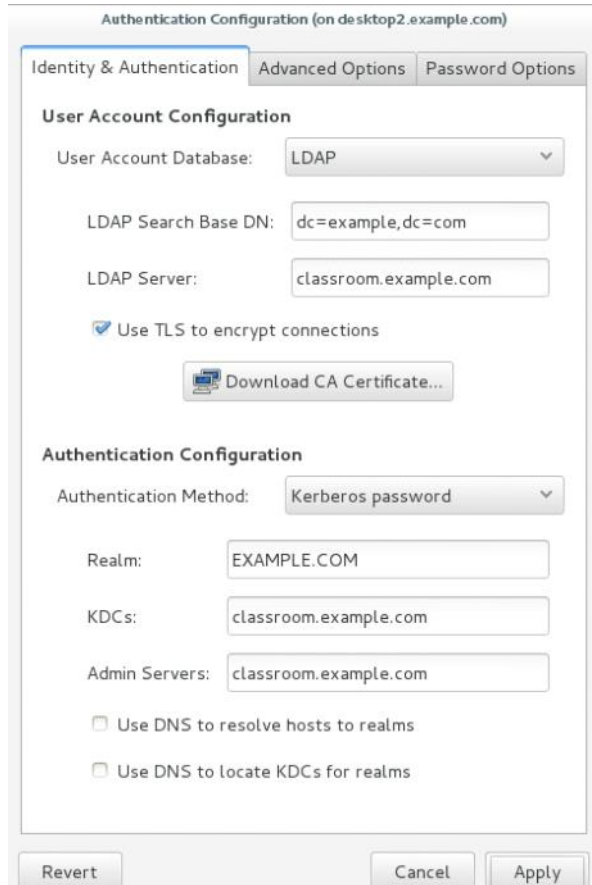 Authentication Configuration (on desktop2.example.com)
Identity & Authentication Advanced Options Password Options
User Account Configuration
User Account Database: LDAP
LDAP Search Base DN: dc=example,dc=com
LDAP Server: classroom.example.com
Use TLS to encrypt connections
Download CA Certificate...
Authentication Configuration
Authentication Method: Kerberos password
Realm: EXAMPLE.COM
KDCs: classroom.example.com
Admin Servers: classroom.example.com
Use DNS to resolve hosts to realms
Use DNS to locate KDCs for realms
Revert Cancel Apply